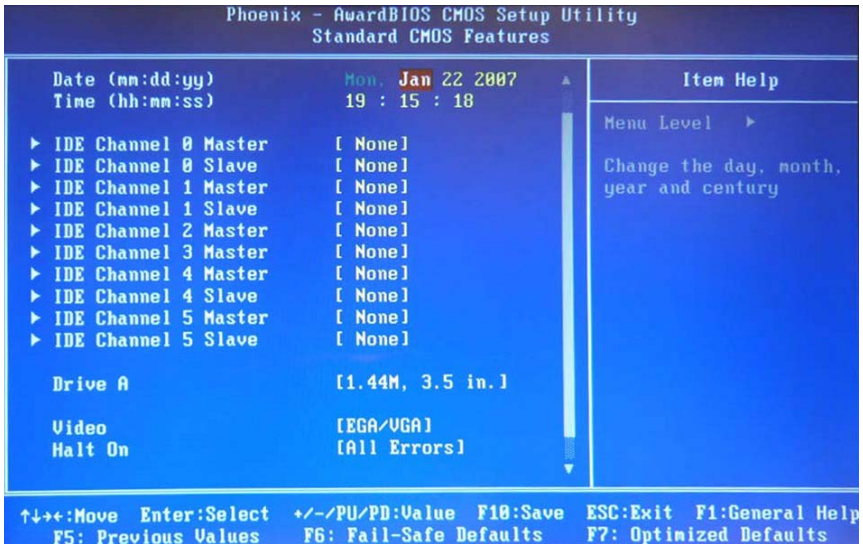 Phoenix - AwardBIOS CMOS Setup Utility
Standard CMOS Features
Date (mm:dd:yy) Mon, Jan 22 2007
Time (hh:mm:ss) 19 : 15 : 18
IDE Channel 0 Master [ None]
IDE Channel 0 Slave [ None]
IDE Channel 1 Master [ None]
IDE Channel 1 Slave [ None]
IDE Channel 2 Master [ None]
IDE Channel 3 Master [ None]
IDE Channel 4 Master [ None]
IDE Channel 4 Slave [ None]
IDE Channel 5 Master [ None]
IDE Channel 5 Slave [ None]
Drive A [1.44M, 3.5 in.]
Video [EGA/VGA]
Halt On [All Errors]
Item Help
Menu Level ►
Change the day, month,
year and century
↑↓→←:Move Enter:Select +/-/PU/PD:Value F10:Save ESC:Exit F1:General Help
F5: Previous Values F6: Fail-Safe Defaults F7: Optimized Defaults